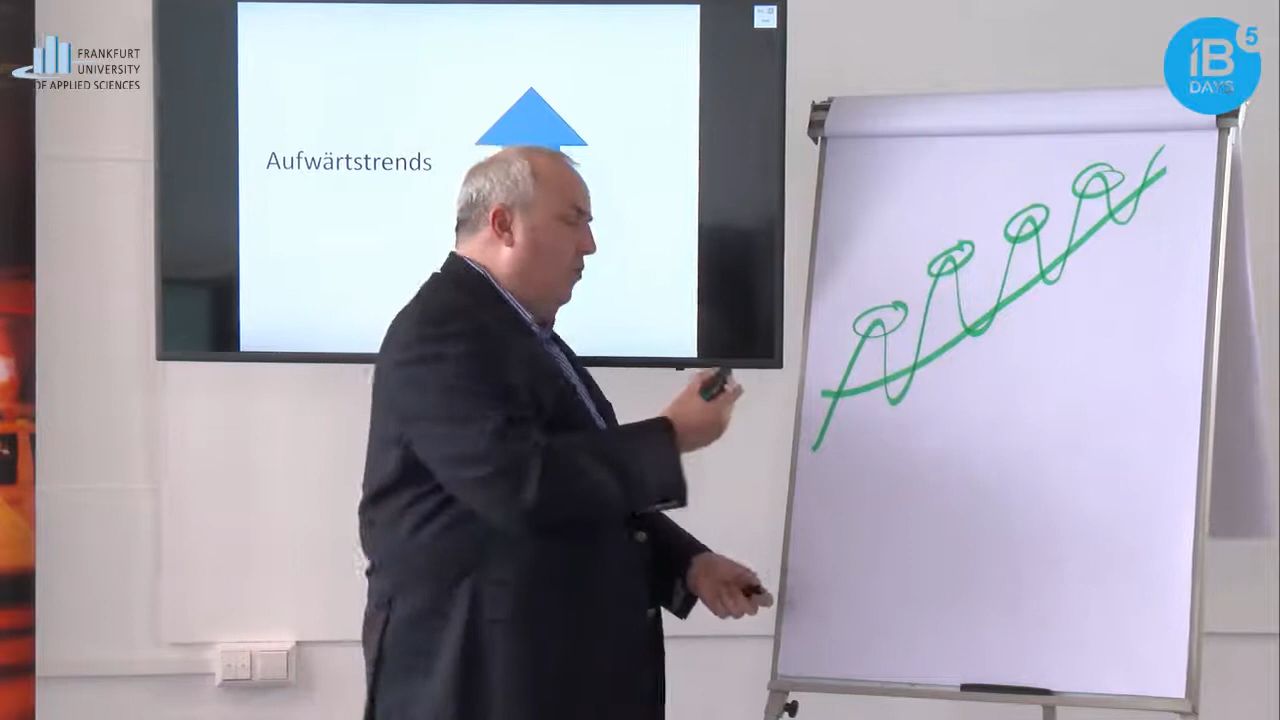 FRANKFURT
UNIVERSITY
OF APPLIED SCIENCES
Aufwärtstrends
IB
5
DAYS